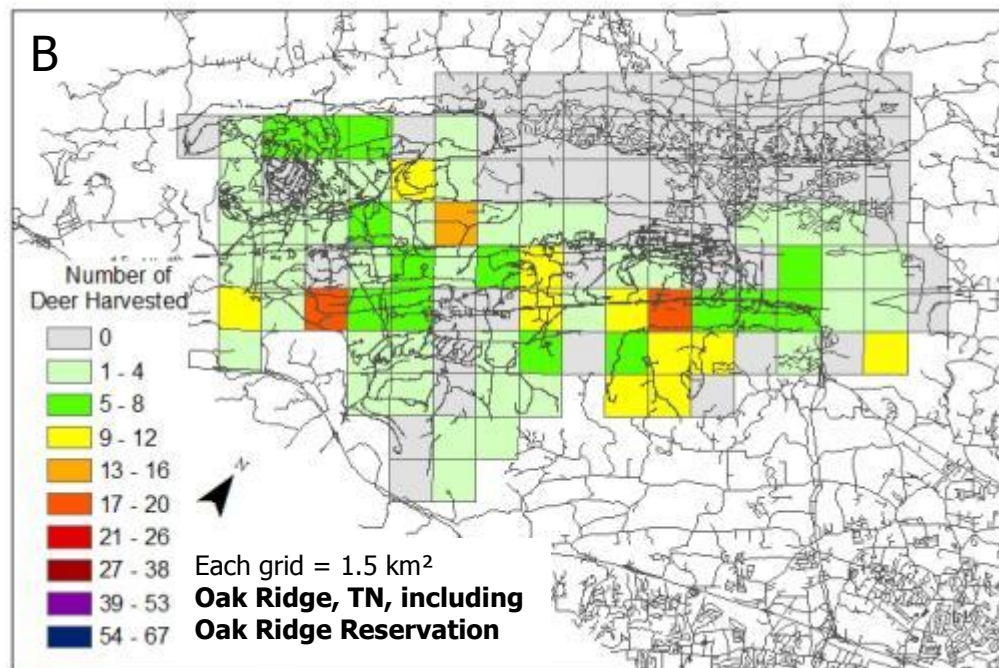 B
Number of
Deer Harvested
0
1 - 4
5 - 8
9 - 12
13 - 16
17 - 20
21 - 26
27 - 38
39 - 53
54 - 67
N
Each grid = 1.5 km²
Oak Ridge, TN, including
Oak Ridge Reservation